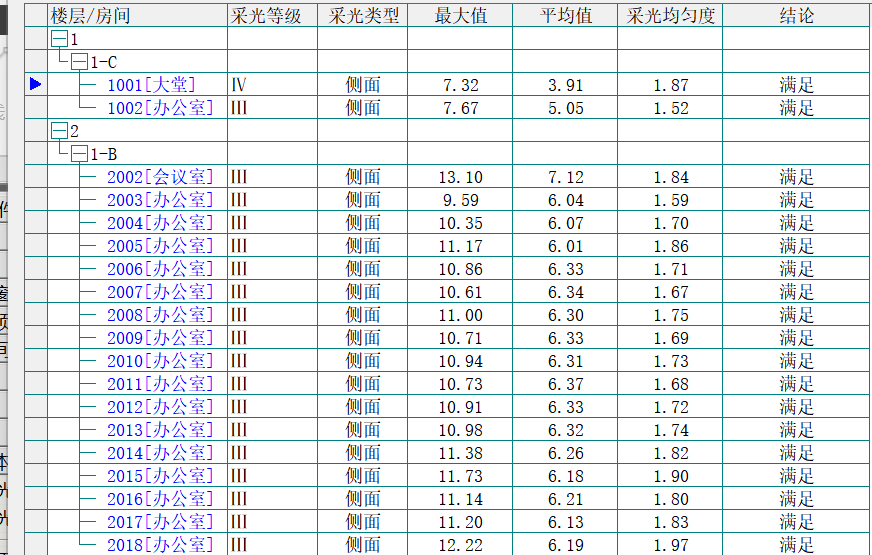 楼层/房间 采光等级 采光类型 最大值 平均值 采光均匀度 结论
1
1-C
1001[大堂] Ⅳ 侧面 7.32 3.91 1.87 满足
1002[办公室] Ⅲ 侧面 7.67 5.05 1.52 满足
2
1-B
2002[会议室] Ⅲ 侧面 13.10 7.12 1.84 满足
2003[办公室] Ⅲ 侧面 9.59 6.04 1.59 满足
2004[办公室] Ⅲ 侧面 10.35 6.07 1.70 满足
2005[办公室] Ⅲ 侧面 11.17 6.01 1.86 满足
2006[办公室] Ⅲ 侧面 10.86 6.33 1.71 满足
2007[办公室] Ⅲ 侧面 10.61 6.34 1.67 满足
2008[办公室] Ⅲ 侧面 11.00 6.30 1.75 满足
2009[办公室] Ⅲ 侧面 10.71 6.33 1.69 满足
2010[办公室] Ⅲ 侧面 10.94 6.31 1.73 满足
2011[办公室] Ⅲ 侧面 10.73 6.37 1.68 满足
2012[办公室] Ⅲ 侧面 10.91 6.33 1.72 满足
2013[办公室] Ⅲ 侧面 10.98 6.32 1.74 满足
2014[办公室] Ⅲ 侧面 11.38 6.26 1.82 满足
2015[办公室] Ⅲ 侧面 11.73 6.18 1.90 满足
2016[办公室] Ⅲ 侧面 11.14 6.21 1.80 满足
2017[办公室] Ⅲ 侧面 11.20 6.13 1.83 满足
2018[办公室] Ⅲ 侧面 12.22 6.19 1.97 满足